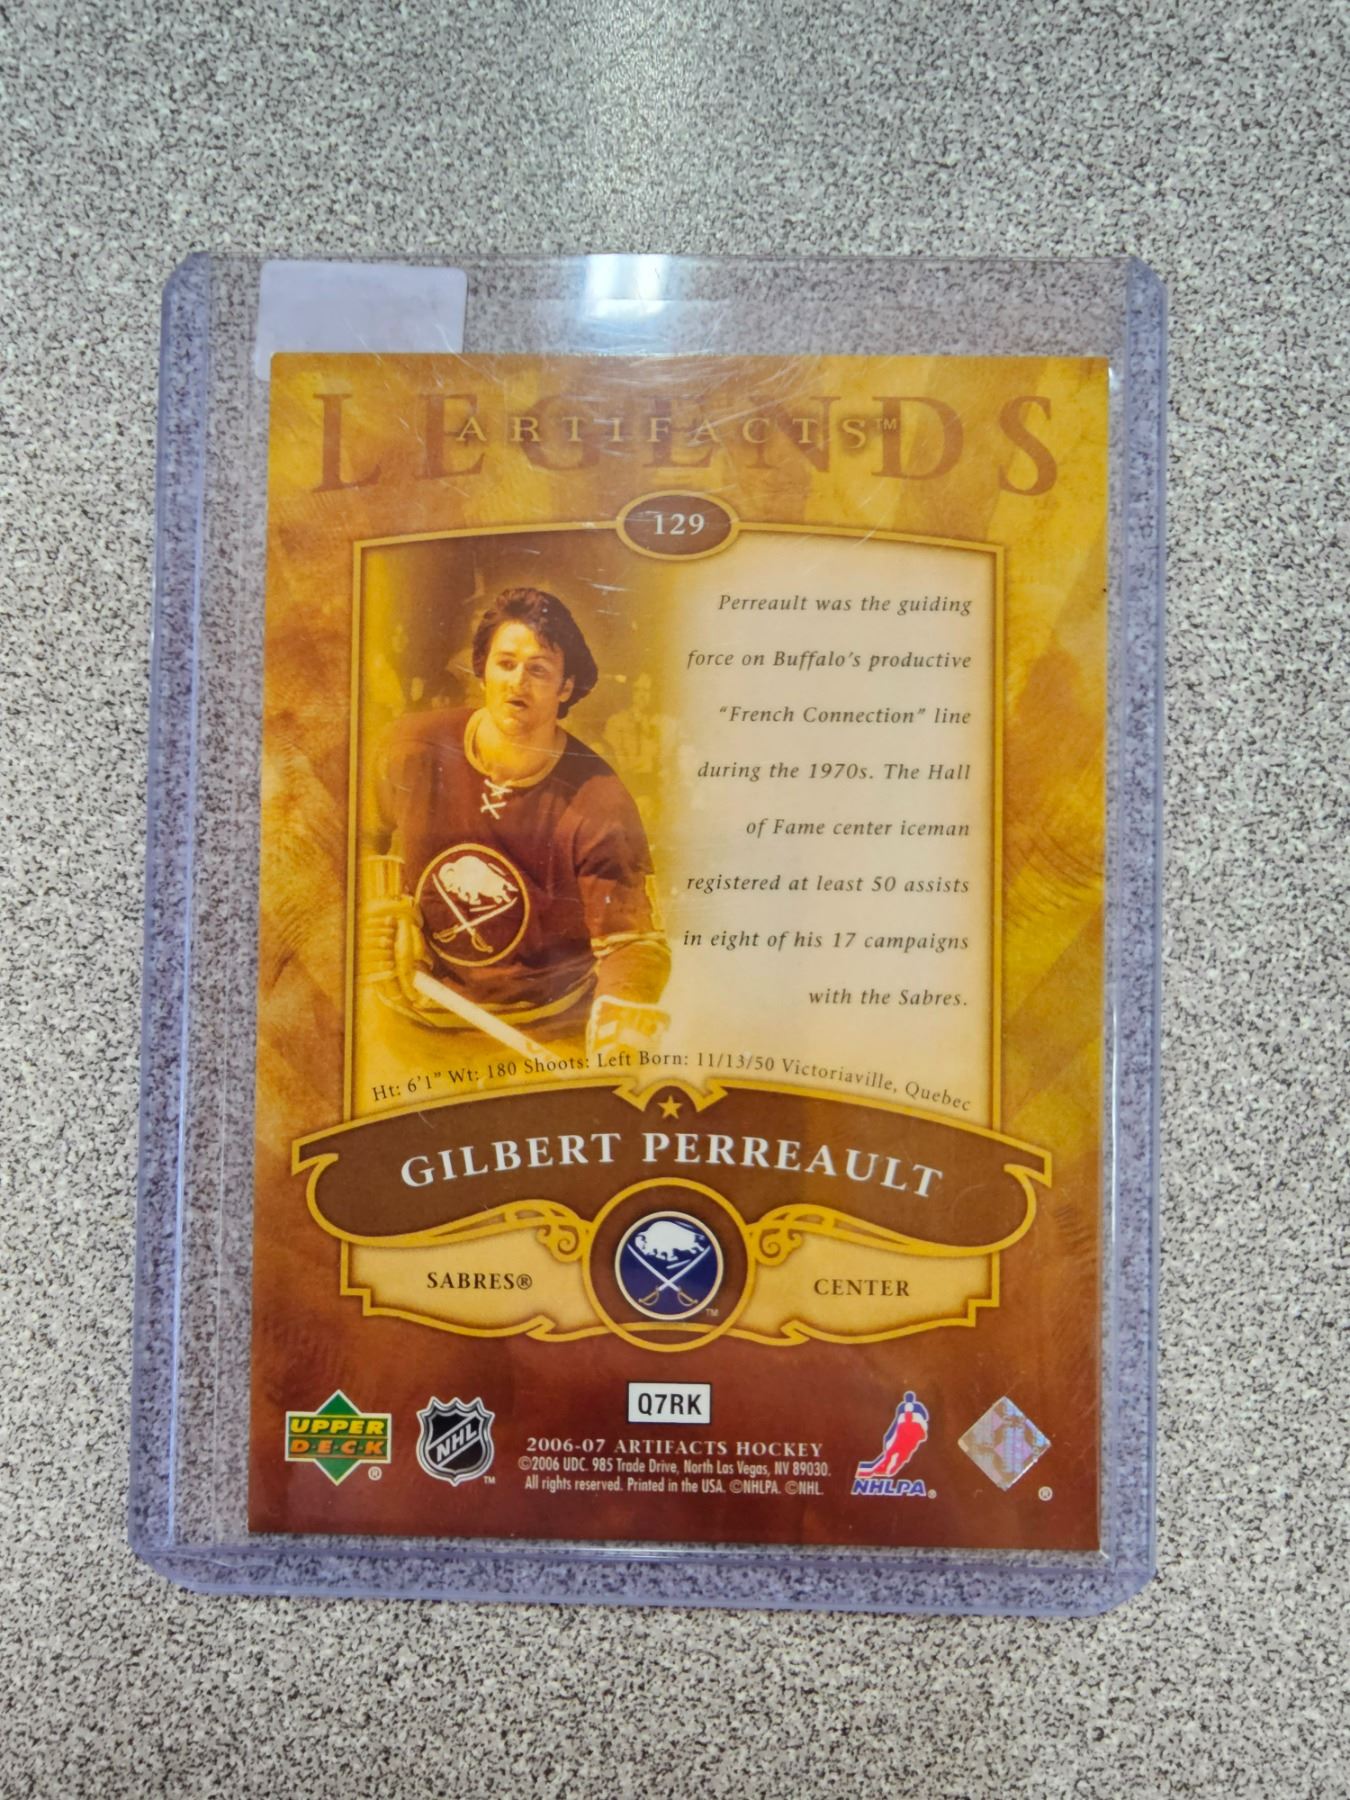 LEGENDS
ARTIFACTS™
129
Perreault was the guiding
force on Buffalo's productive
"French Connection" line
during the 1970s. The Hall
of Fame center iceman
registered at least 50 assists
in eight of his 17 campaigns
with the Sabres.
Ht: 6'1" Wt: 180 Shoots: Left Born: 11/13/50 Victoriaville, Quebec
GILBERT PERREAULT
SABRES® CENTER
™
Q7RK
UPPER
DECK
®
NHL
™
2006-07 ARTIFACTS HOCKEY
©2006 UDC. 985 Trade Drive, North Las Vegas, NV 89030.
All rights reserved. Printed in the USA. ©NHLPA. ©NHL.
NHLPA®
®